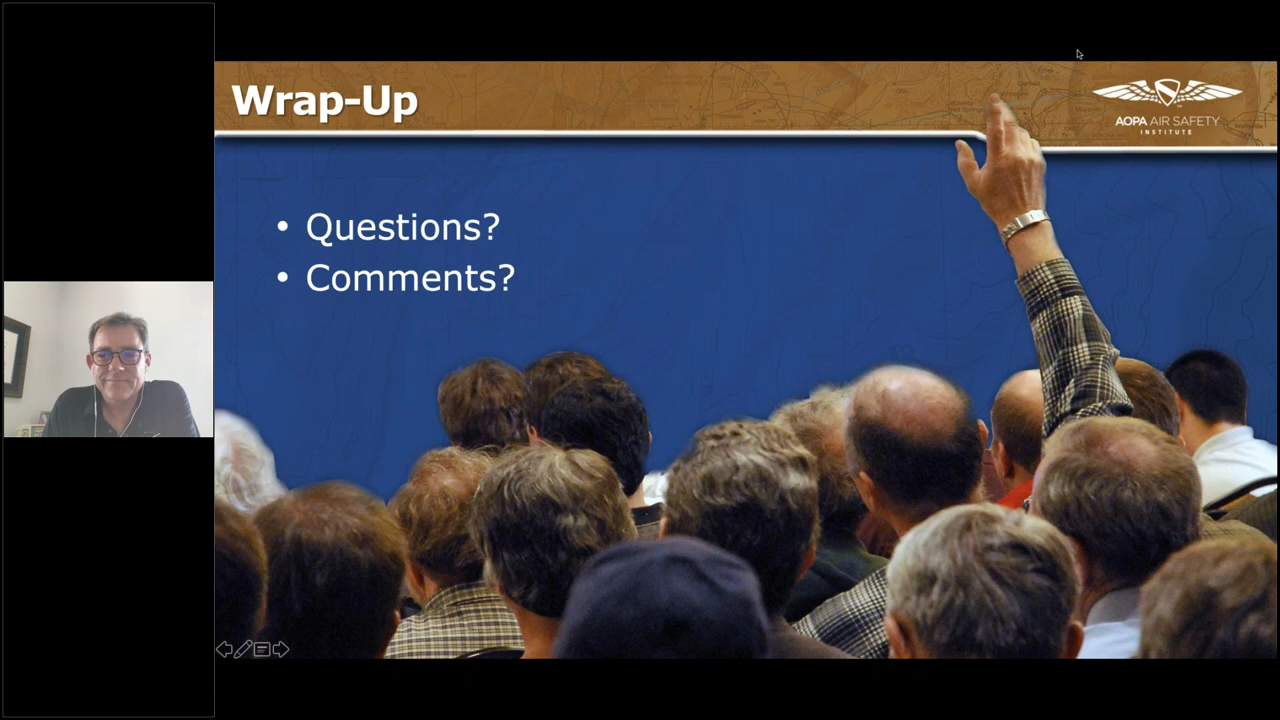 Wrap-Up
AOPA AIR SAFETY
INSTITUTE
• Questions?
• Comments?